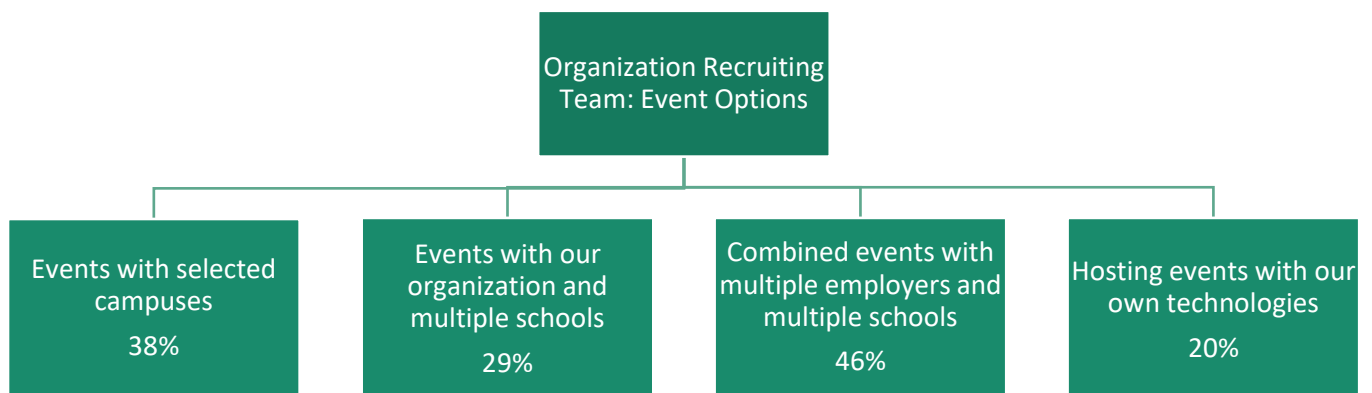 Organization Recruiting
Team: Event Options
Events with selected
campuses
38%
Events with our
organization and
multiple schools
29%
Combined events with
multiple employers and
multiple schools
46%
Hosting events with our
own technologies
20%